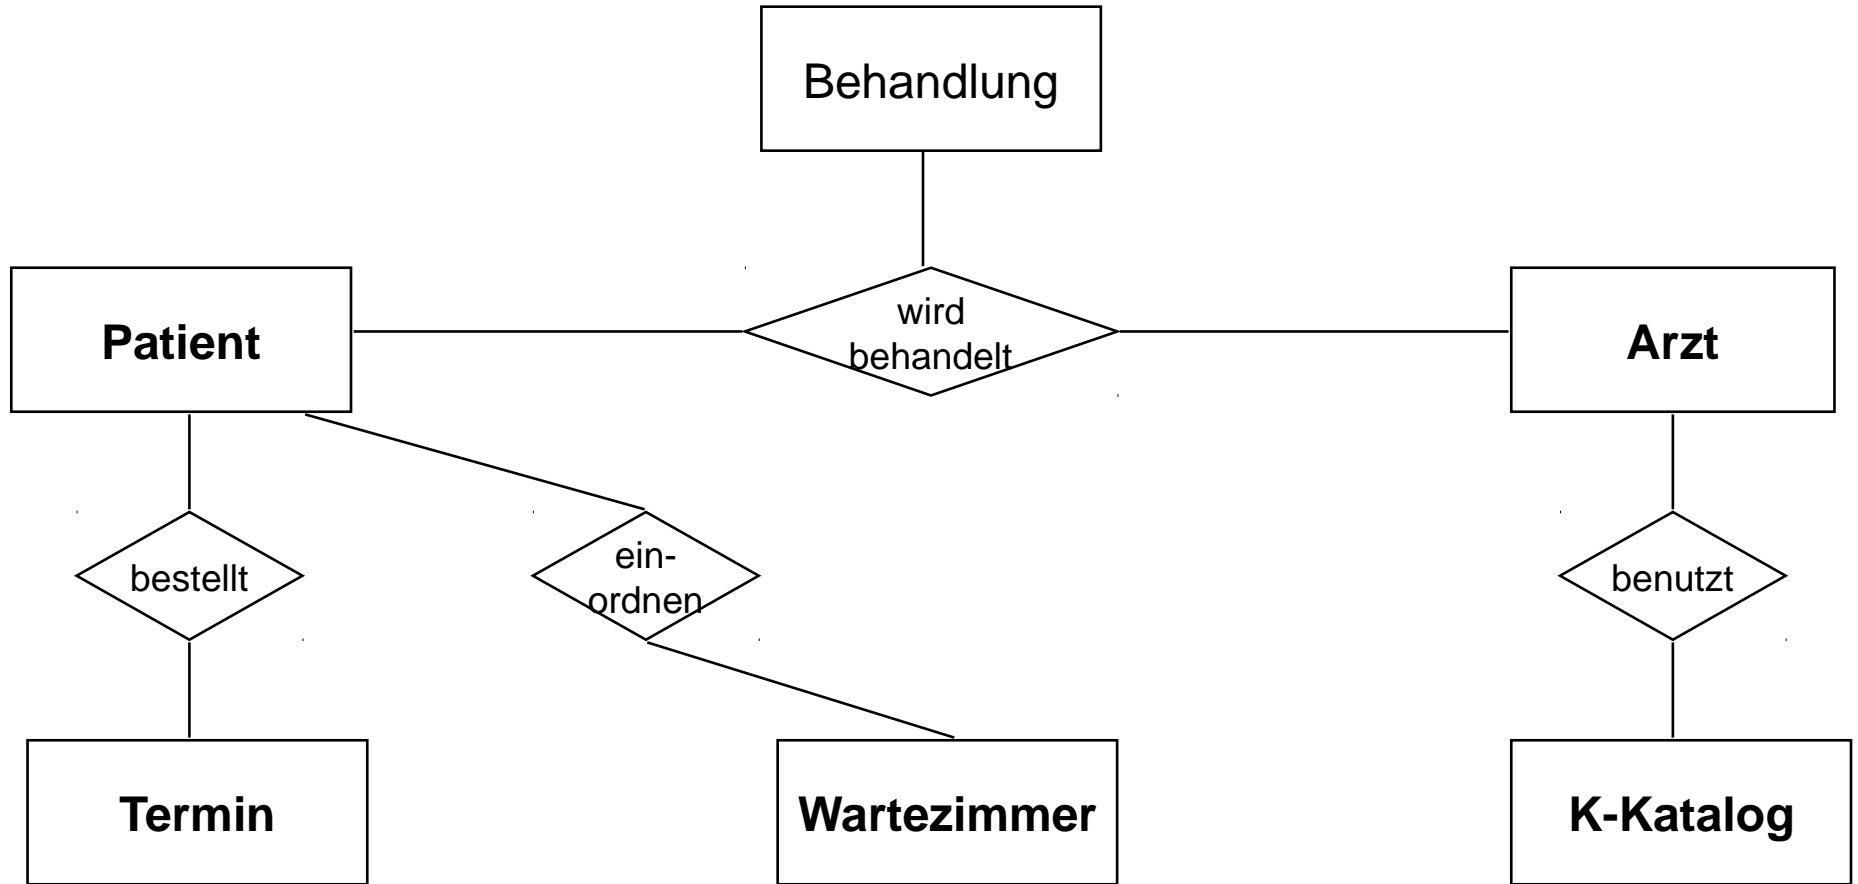 Behandlung
Patient
wird
behandelt
Arzt
bestellt
ein-
ordnen
benutzt
Termin
Wartezimmer
K-Katalog